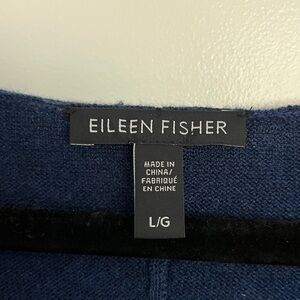 EILEEN FISHER
MADE IN
CHINA/
FABRIQUÉ
EN CHINE
L/G